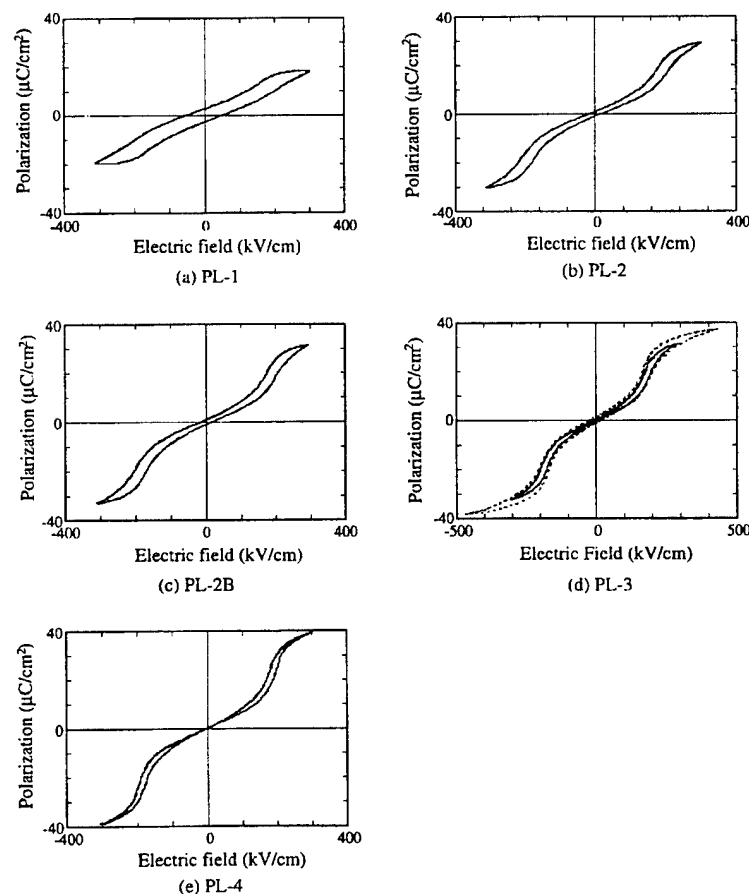 Polarization (μC/cm²)
40
0
-40
-400
0
400
Electric field (kV/cm)
(a) PL-1
Polarization (μC/cm²)
40
0
-40
-400
0
400
Electric field (kV/cm)
(b) PL-2
Polarization (μC/cm²)
40
0
-40
-400
0
400
Electric field (kV/cm)
(c) PL-2B
Polarization (μC/cm²)
40
0
-40
-500
0
500
Electric Field (kV/cm)
(d) PL-3
Polarization (μC/cm²)
40
0
-40
-400
0
400
Electric field (kV/cm)
(e) PL-4